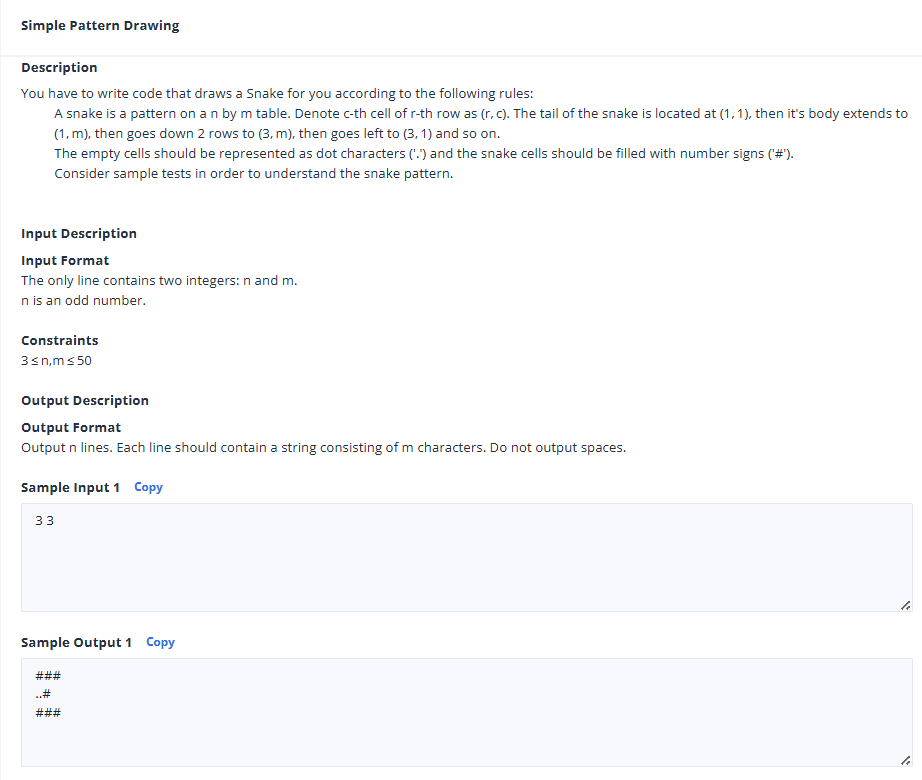 Simple Pattern Drawing
Description
You have to write code that draws a Snake for you according to the following rules:
A snake is a pattern on a n by m table. Denote c-th cell of r-th row as (r, c). The tail of the snake is located at (1, 1), then it's body extends to
(1, m), then goes down 2 rows to (3, m), then goes left to (3, 1) and so on.
The empty cells should be represented as dot characters ('.') and the snake cells should be filled with number signs ('#').
Consider sample tests in order to understand the snake pattern.
Input Description
Input Format
The only line contains two integers: n and m.
n is an odd number.
Constraints
3 ≤ n,m ≤ 50
Output Description
Output Format
Output n lines. Each line should contain a string consisting of m characters. Do not output spaces.
Sample Input 1 Copy
3 3
Sample Output 1 Copy
###
..#
###